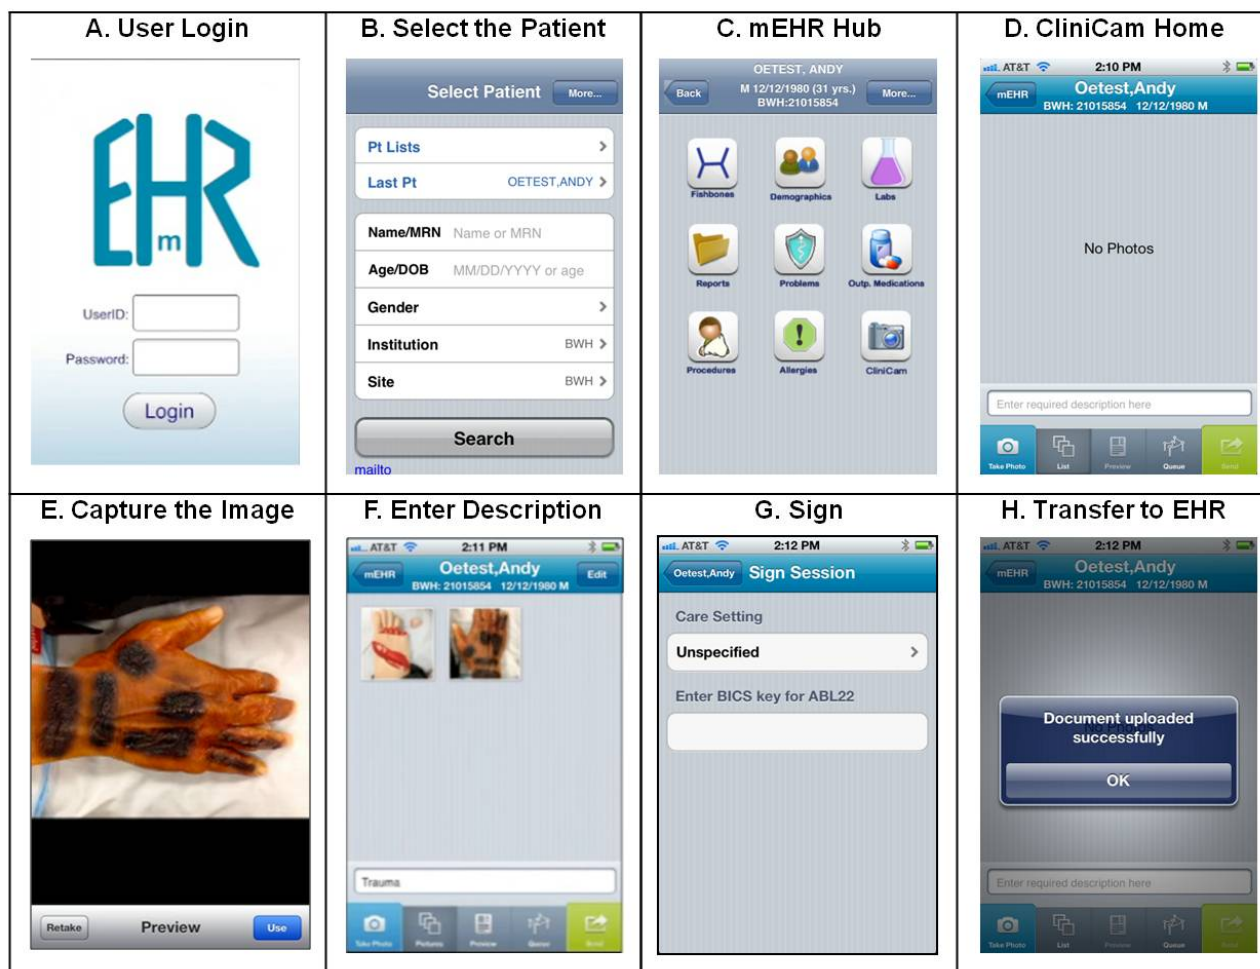 A. User Login
EHR
m
UserID:
Password:
Login
B. Select the Patient
Select Patient More...
Pt Lists
Last Pt OETEST,ANDY
Name/MRN Name or MRN
Age/DOB MM/DD/YYYY or age
Gender
Institution BWH
Site BWH
Search
mailto
C. mEHR Hub
OETEST, ANDY
Back M 12/12/1980 (31 yrs.) More...
BWH:21015854
Fishbones Demographics Labs
Reports Problems Outp. Medications
Procedures Allergies CliniCam
D. CliniCam Home
AT&T 2:10 PM
mEHR Oetest,Andy
BWH: 21015854 12/12/1980 M
No Photos
Enter required description here
Take Photo List Preview Queue Send
E. Capture the Image
Retake Preview Use
F. Enter Description
AT&T 2:11 PM
mEHR Oetest,Andy Edit
BWH: 21015854 12/12/1980 M
Trauma
Take Photo Pictures Preview Queue Send
G. Sign
AT&T 2:12 PM
Oetest,Andy Sign Session
Care Setting
Unspecified
Enter BICS key for ABL22
H. Transfer to EHR
AT&T 2:12 PM
mEHR Oetest,Andy
BWH: 21015854 12/12/1980 M
No Photos
Document uploaded
successfully
OK
Enter required description here
Take Photo List Preview Queue Send